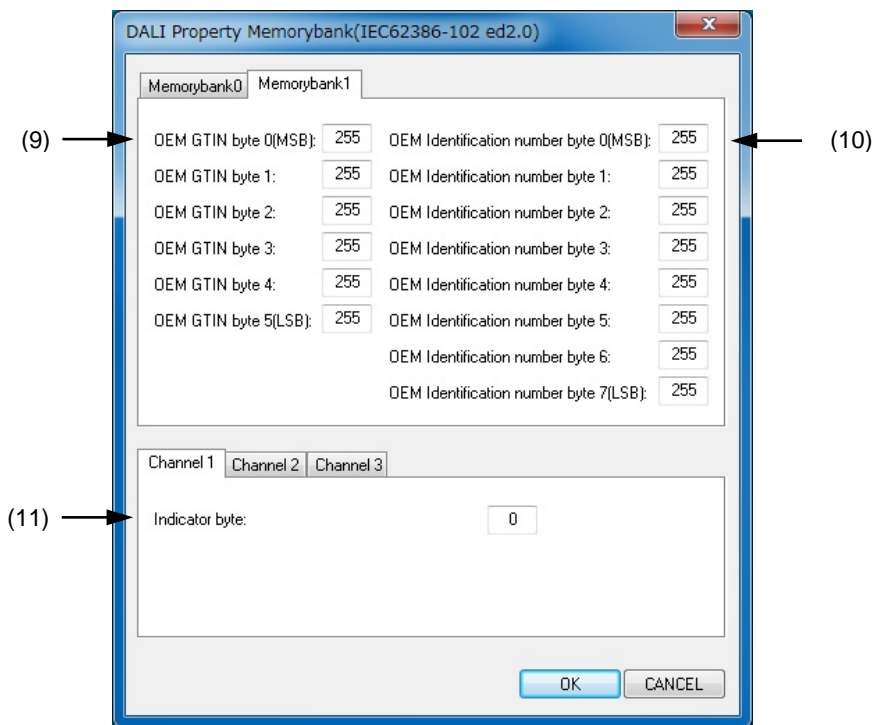 DALI Property Memorybank(IEC62386-102 ed2.0)
Memorybank0 Memorybank1
(9) OEM GTIN byte 0(MSB): 255 OEM Identification number byte 0(MSB): 255 (10)
OEM GTIN byte 1: 255 OEM Identification number byte 1: 255
OEM GTIN byte 2: 255 OEM Identification number byte 2: 255
OEM GTIN byte 3: 255 OEM Identification number byte 3: 255
OEM GTIN byte 4: 255 OEM Identification number byte 4: 255
OEM GTIN byte 5(LSB): 255 OEM Identification number byte 5: 255
OEM Identification number byte 6: 255
OEM Identification number byte 7(LSB): 255
Channel 1 Channel 2 Channel 3
(11) Indicator byte: 0
OK CANCEL